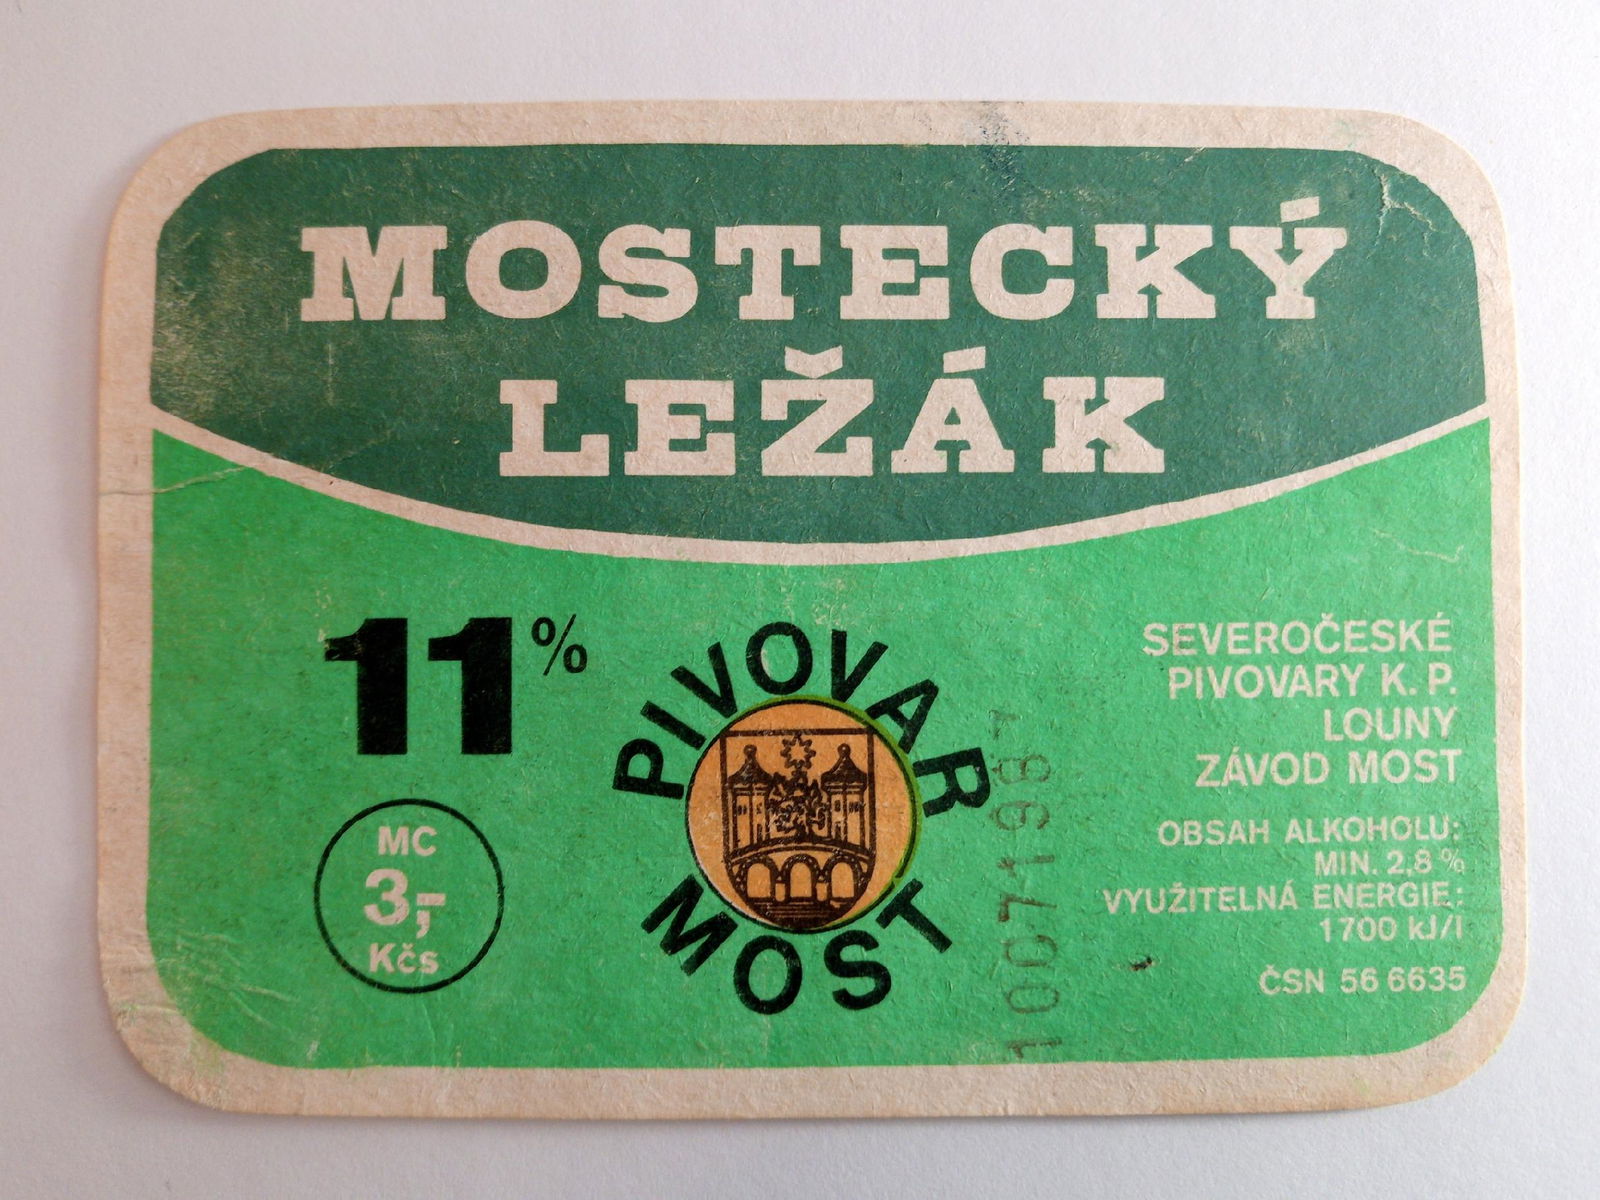 MOSTECKÝ
LEŽÁK
11%
MC
3,-
Kčs
PIVOVAR
MOST
1007198
SEVEROČESKÉ
PIVOVARY K. P.
LOUNY
ZÁVOD MOST
OBSAH ALKOHOLU:
MIN. 2,8 %
VYUŽITELNÁ ENERGIE:
1700 kJ/l
ČSN 56 6635